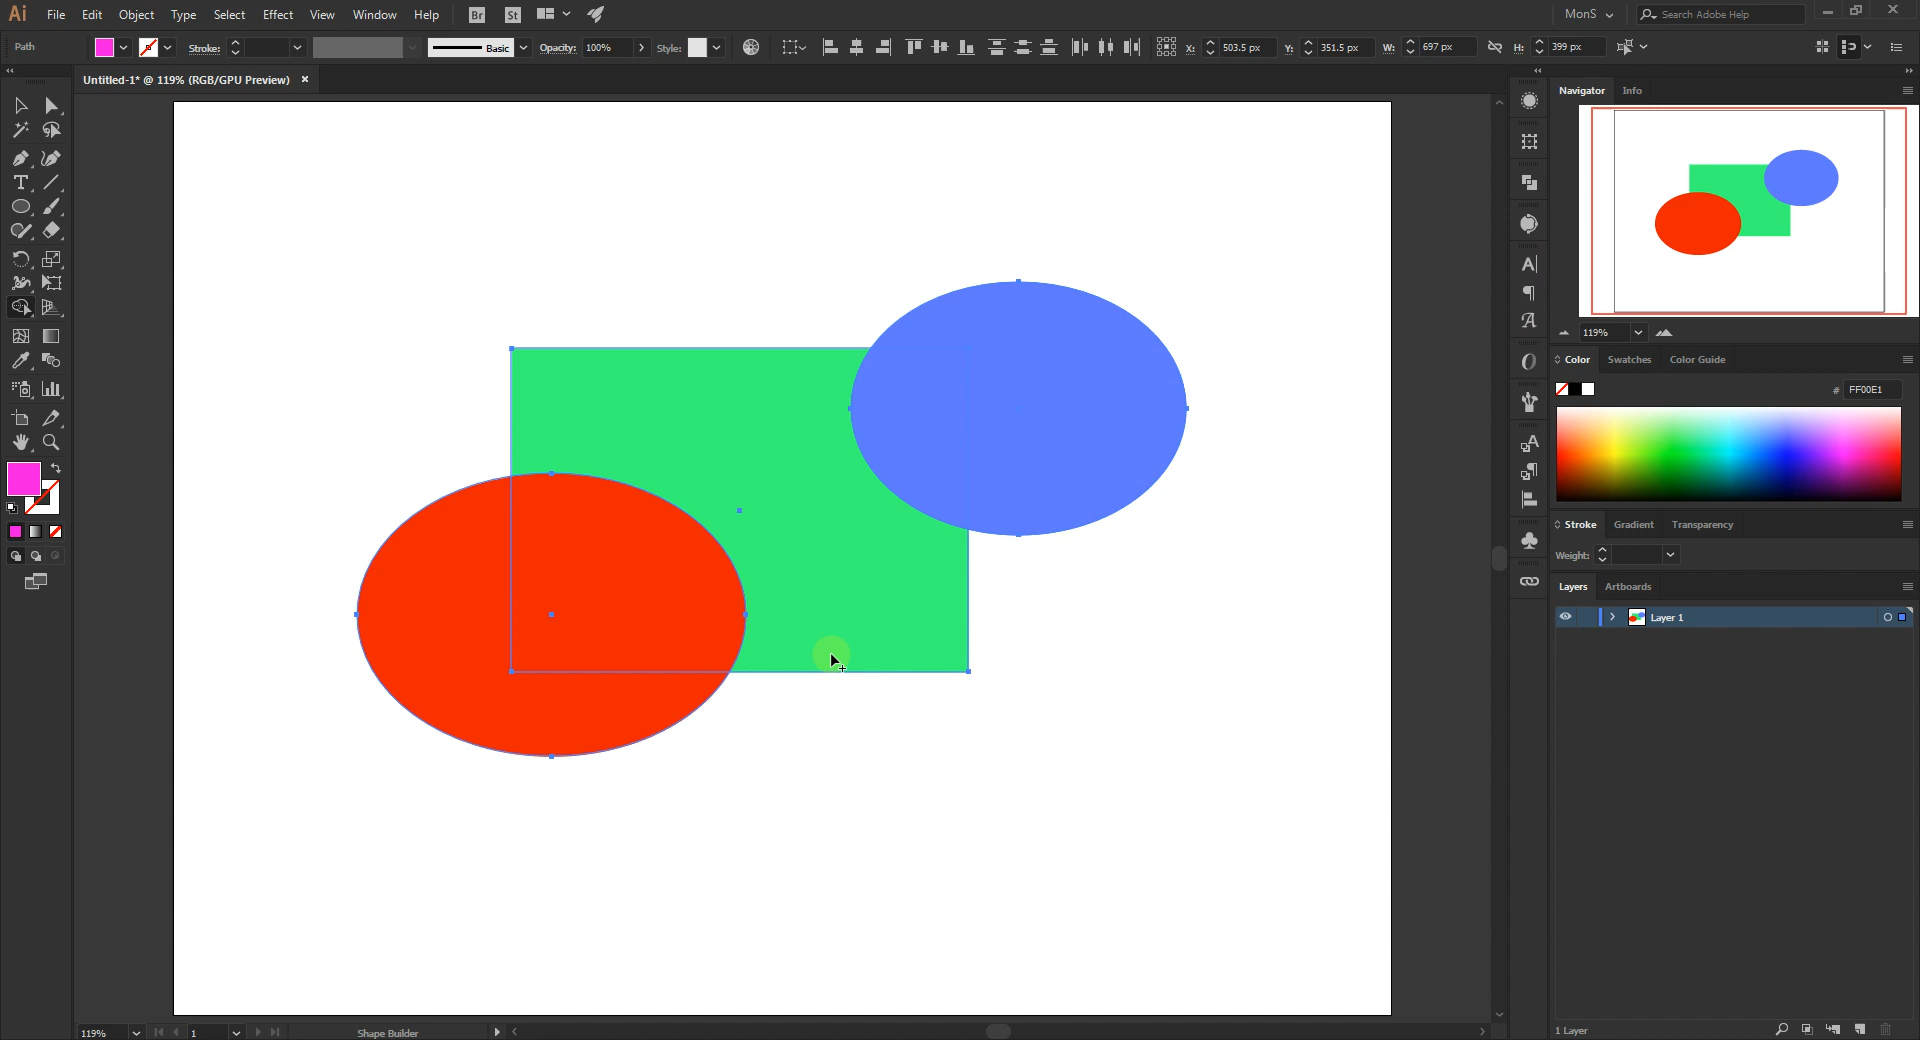 Ai File Edit Object Type Select Effect View Window Help Br St MonS Search Adobe Help
Path Stroke: Basic Opacity: 100% Style: X: 503.5 px Y: 351.5 px W: 697 px H: 399 px
Untitled-1* @ 119% (RGB/GPU Preview)
Navigator Info
119%
Color Swatches Color Guide
# FF00E1
Stroke Gradient Transparency
Weight:
Layers Artboards
Layer 1
1 Layer
119% 1 Shape Builder